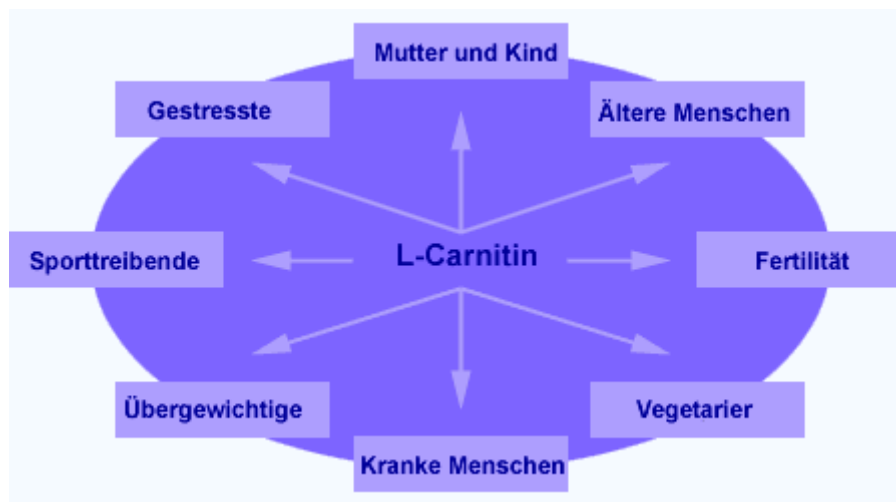 Mutter und Kind
Gestresste
Ältere Menschen
Sporttreibende
L-Carnitin
Fertilität
Übergewichtige
Vegetarier
Kranke Menschen